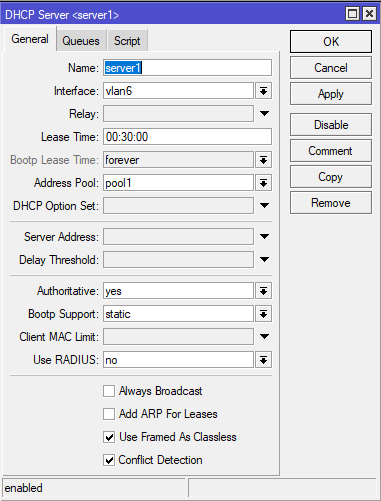 DHCP Server <server1>
General Queues Script
Name: server1
Interface: vlan6
Relay:
Lease Time: 00:30:00
Bootp Lease Time: forever
Address Pool: pool1
DHCP Option Set:
Server Address:
Delay Threshold:
Authoritative: yes
Bootp Support: static
Client MAC Limit:
Use RADIUS: no
Always Broadcast
Add ARP For Leases
Use Framed As Classless
Conflict Detection
enabled
OK
Cancel
Apply
Disable
Comment
Copy
Remove